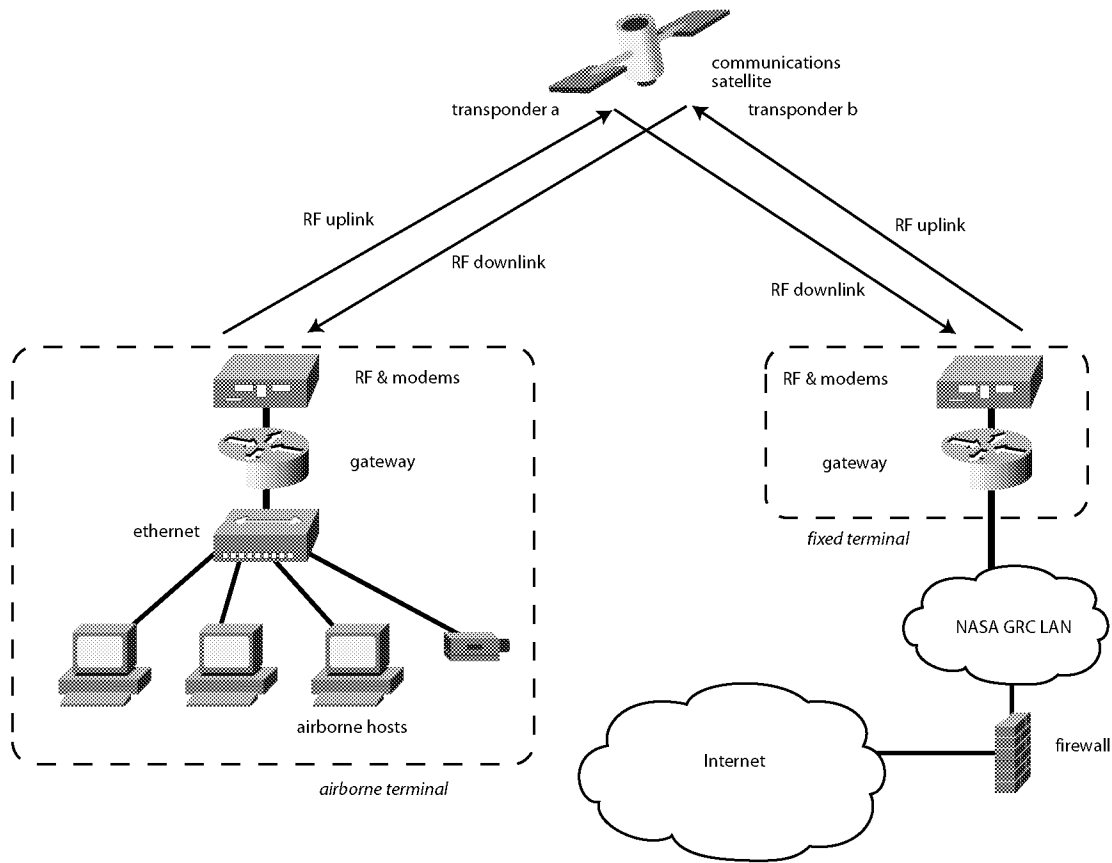 communications
satellite
transponder a
transponder b
RF uplink
RF uplink
RF downlink
RF downlink
RF & modems
RF & modems
gateway
gateway
ethernet
fixed terminal
NASA GRC LAN
airborne hosts
firewall
Internet
airborne terminal